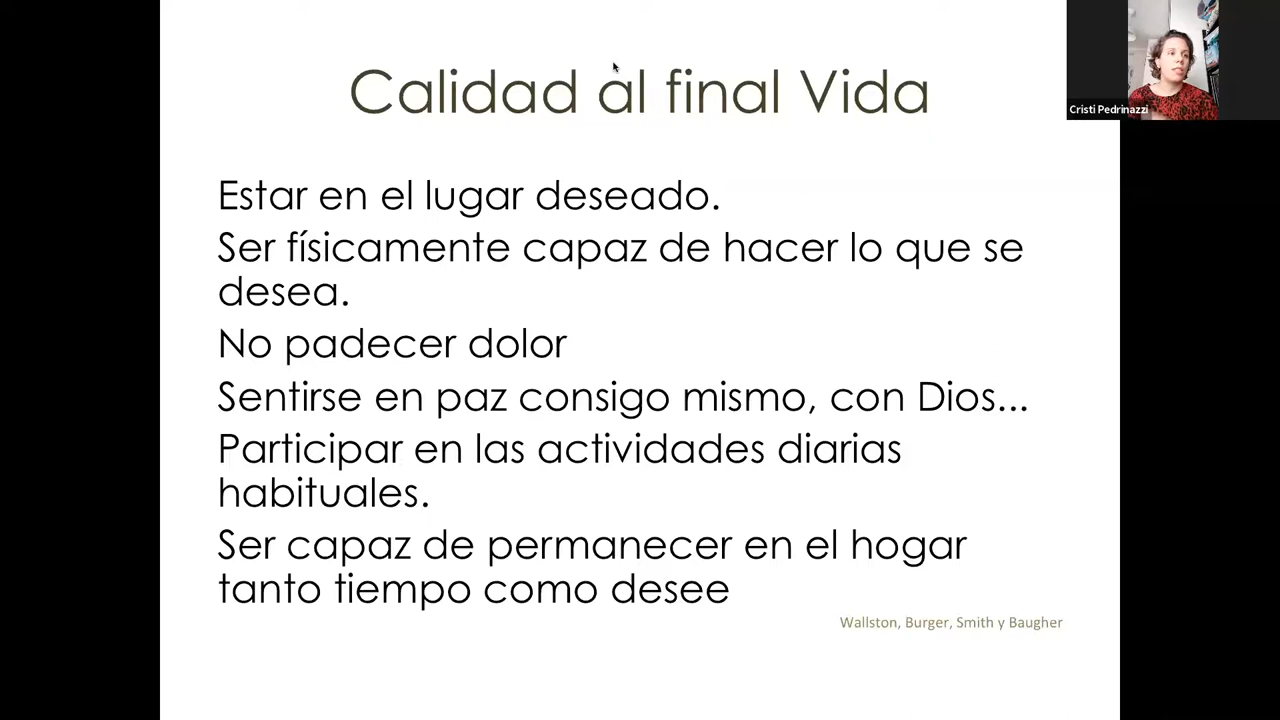 Calidad al final Vida
Cristi Pedrinazzi
Estar en el lugar deseado.
Ser físicamente capaz de hacer lo que se
desea.
No padecer dolor
Sentirse en paz consigo mismo, con Dios...
Participar en las actividades diarias
habituales.
Ser capaz de permanecer en el hogar
tanto tiempo como desee
Wallston, Burger, Smith y Baugher